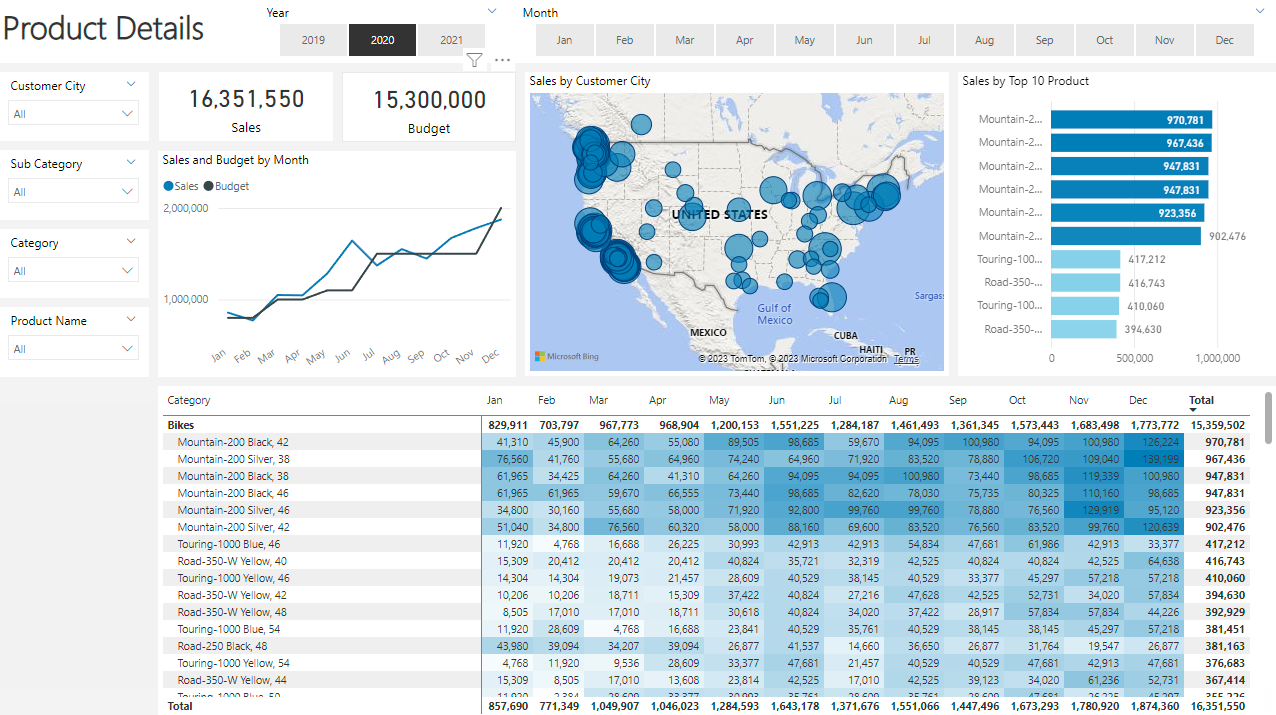 Product Details
Year
2019 2020 2021
Month
Jan Feb Mar Apr May Jun Jul Aug Sep Oct Nov Dec
Customer City
All
Sub Category
All
Category
All
Product Name
All
16,351,550
Sales
15,300,000
Budget
Sales and Budget by Month
Sales Budget
2,000,000
1,000,000
Jan Feb Mar Apr May Jun Jul Aug Sep Oct Nov Dec
Sales by Customer City
UNITED STATES
Gulf of
Mexico
Sargass
MEXICO
CUBA
HAITI
PR
Microsoft Bing
© 2023 TomTom, © 2023 Microsoft Corporation Terms
Sales by Top 10 Product
Mountain-2... 970,781
Mountain-2... 967,436
Mountain-2... 947,831
Mountain-2... 947,831
Mountain-2... 923,356
Mountain-2... 902,476
Touring-100... 417,212
Road-350-... 416,743
Touring-100... 410,060
Road-350-... 394,630
0 500,000 1,000,000
Category Jan Feb Mar Apr May Jun Jul Aug Sep Oct Nov Dec Total
Bikes 829,911 703,797 967,773 968,904 1,200,153 1,551,225 1,284,187 1,461,493 1,361,345 1,573,443 1,683,498 1,773,772 15,359,502
Mountain-200 Black, 42 41,310 45,900 64,260 55,080 89,505 98,685 59,670 94,095 100,980 94,095 100,980 126,224 970,781
Mountain-200 Silver, 38 76,560 41,760 55,680 64,960 74,240 64,960 71,920 83,520 78,880 106,720 109,040 139,199 967,436
Mountain-200 Black, 38 61,965 34,425 64,260 41,310 64,260 94,095 94,095 100,980 73,440 98,685 119,339 100,980 947,831
Mountain-200 Black, 46 61,965 61,965 59,670 66,555 73,440 98,685 82,620 78,030 75,735 80,325 110,160 98,685 947,831
Mountain-200 Silver, 46 34,800 30,160 55,680 58,000 71,920 92,800 99,760 99,760 78,880 76,560 129,919 95,120 923,356
Mountain-200 Silver, 42 51,040 34,800 76,560 60,320 58,000 88,160 69,600 83,520 76,560 83,520 99,760 120,639 902,476
Touring-1000 Blue, 46 11,920 4,768 16,688 26,225 30,993 42,913 42,913 54,834 47,681 61,986 42,913 33,377 417,212
Road-350-W Yellow, 40 15,309 20,412 20,412 20,412 40,824 35,721 32,319 42,525 40,824 40,824 42,525 64,638 416,743
Touring-1000 Yellow, 46 14,304 14,304 19,073 21,457 28,609 40,529 38,145 40,529 33,377 45,297 57,218 57,218 410,060
Road-350-W Yellow, 42 10,206 10,206 18,711 15,309 37,422 40,824 27,216 47,628 42,525 52,731 34,020 57,834 394,630
Road-350-W Yellow, 48 8,505 17,010 17,010 18,711 30,618 40,824 34,020 37,422 28,917 57,834 57,834 44,226 392,929
Touring-1000 Blue, 54 11,920 28,609 4,768 16,688 23,841 40,529 35,761 40,529 38,145 38,145 45,297 57,218 381,451
Road-250 Black, 48 43,980 39,094 34,207 39,094 26,877 41,537 14,660 36,650 26,877 31,764 19,547 26,877 381,163
Touring-1000 Yellow, 54 4,768 11,920 9,536 28,609 33,377 47,681 21,457 40,529 40,529 47,681 42,913 47,681 376,683
Road-350-W Yellow, 44 15,309 8,505 17,010 13,608 23,814 42,525 17,010 42,525 39,123 34,020 61,236 52,731 367,414
Total 857,690 771,349 1,049,907 1,046,023 1,284,593 1,643,178 1,371,676 1,551,066 1,447,496 1,673,293 1,780,920 1,874,360 16,351,550